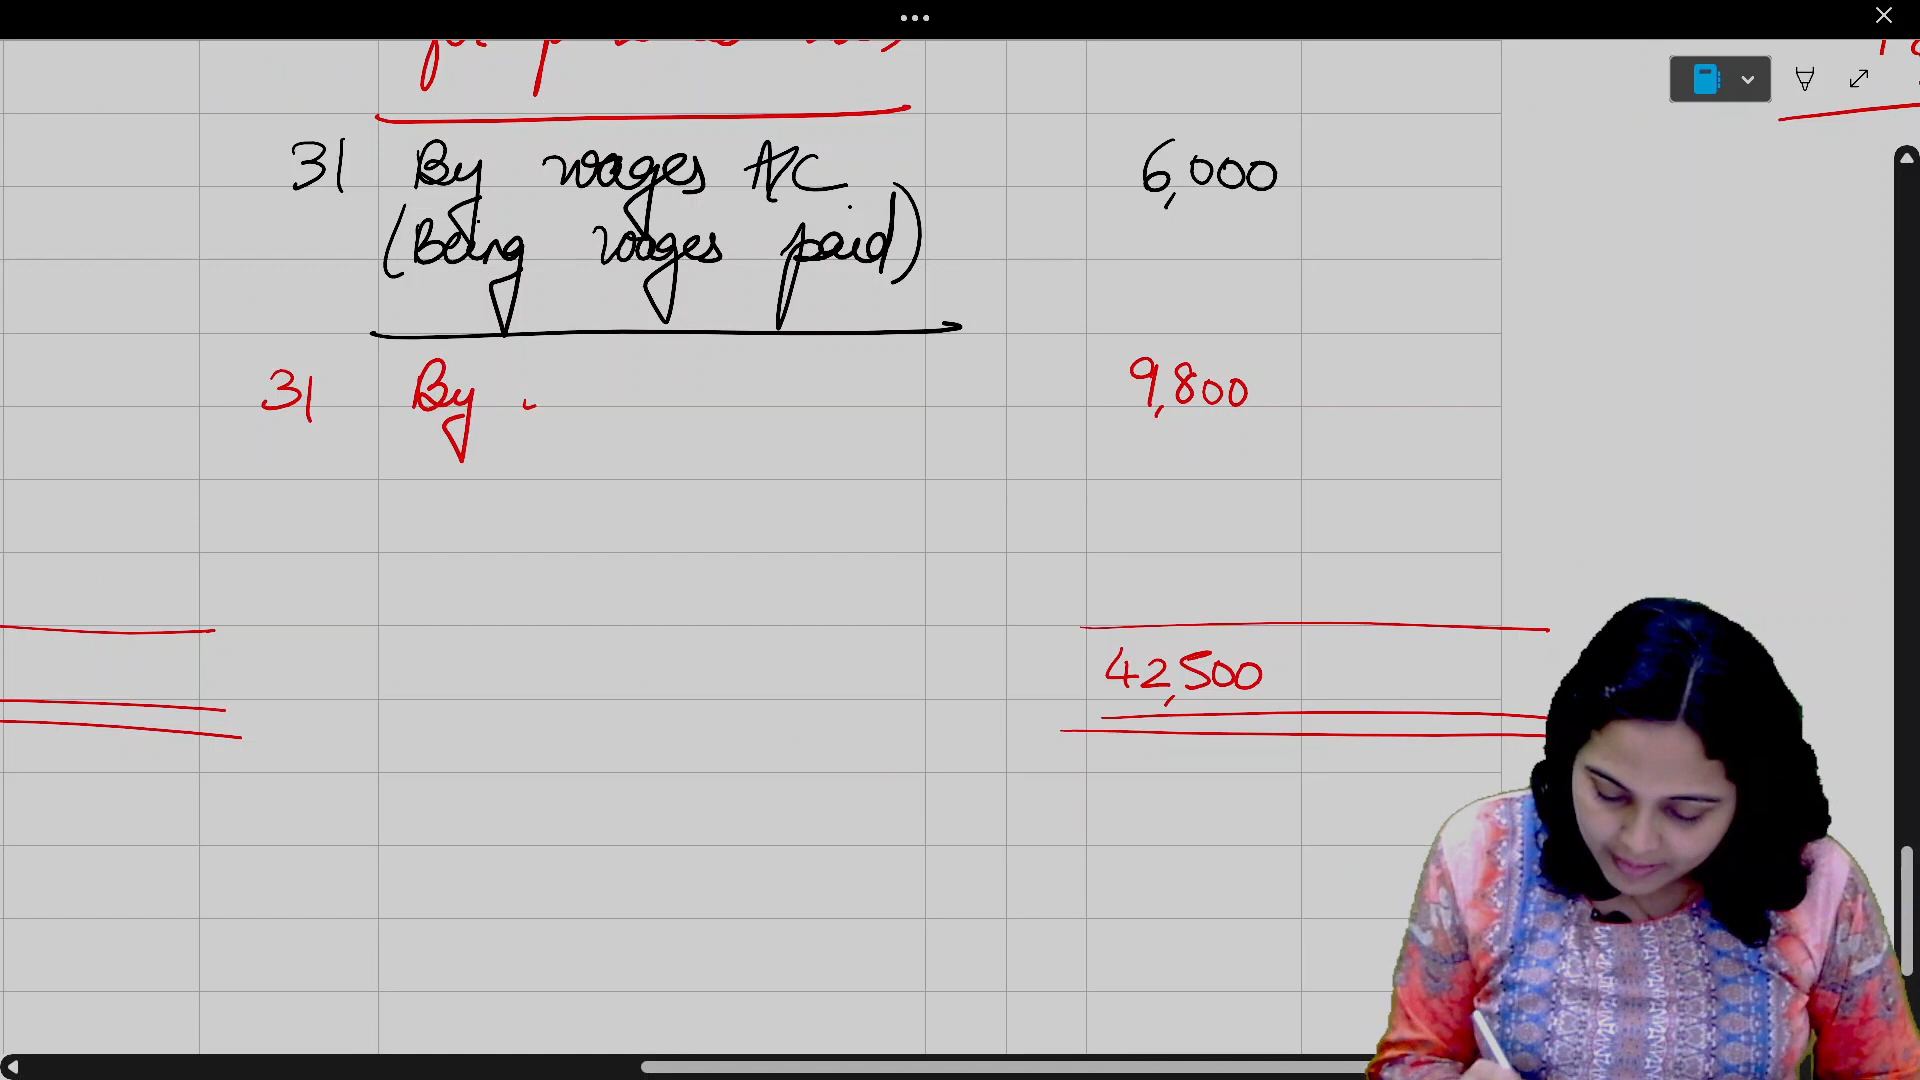 31 By wages A/C 6,000
(Being wages paid)
31 By 9,800
42,500